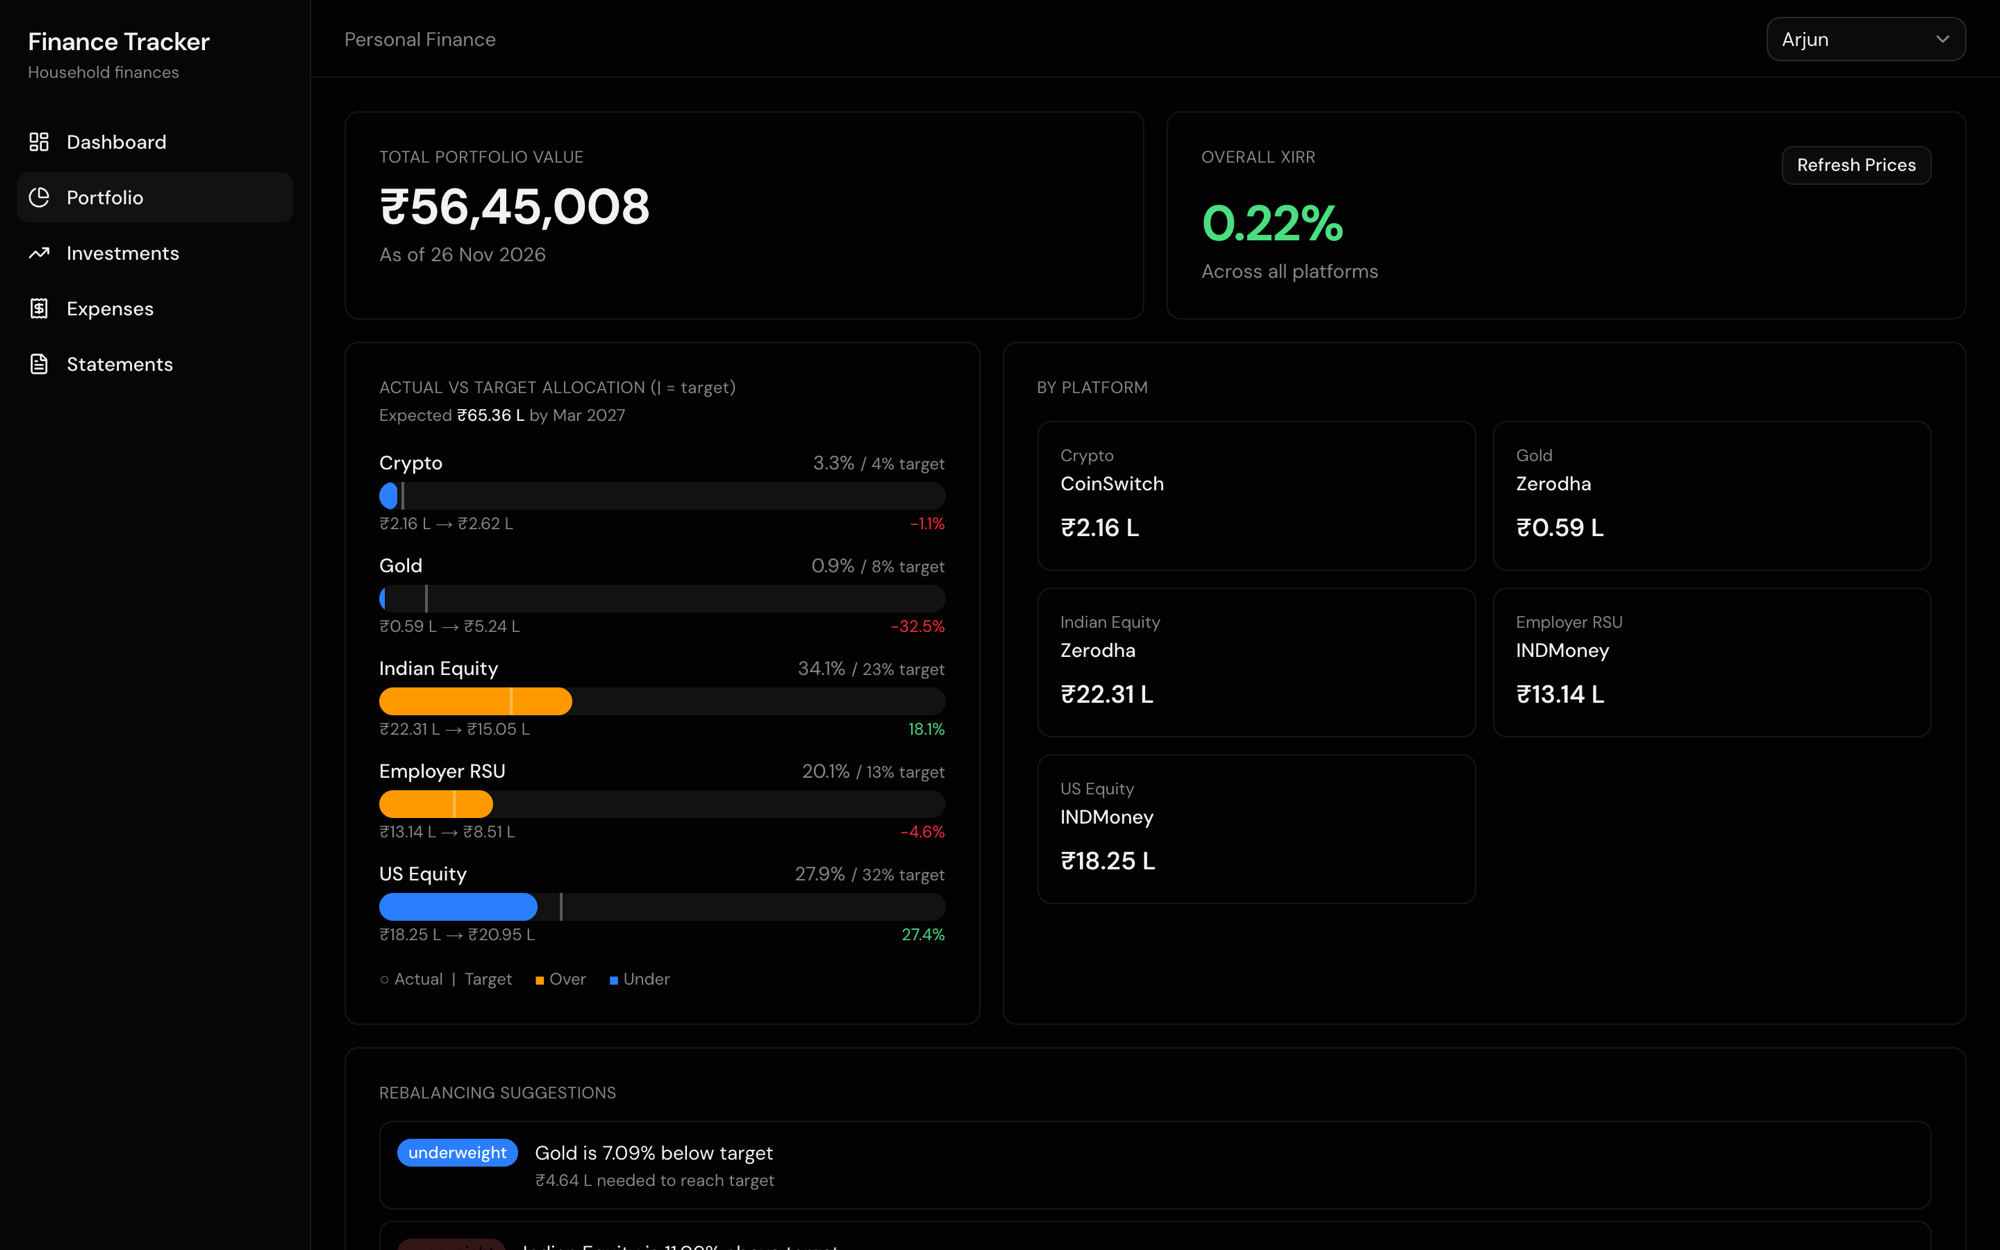 Finance Tracker
Household finances
Dashboard
Portfolio
Investments
Expenses
Statements
Personal Finance
Arjun
TOTAL PORTFOLIO VALUE
₹56,45,008
As of 26 Nov 2026
OVERALL XIRR
Refresh Prices
0.22%
Across all platforms
ACTUAL VS TARGET ALLOCATION (| = target)
Expected ₹65.36 L by Mar 2027
Crypto 3.3% / 4% target
₹2.16 L → ₹2.62 L -1.1%
Gold 0.9% / 8% target
₹0.59 L → ₹5.24 L -32.5%
Indian Equity 34.1% / 23% target
₹22.31 L → ₹15.05 L 18.1%
Employer RSU 20.1% / 13% target
₹13.14 L → ₹8.51 L -4.6%
US Equity 27.9% / 32% target
₹18.25 L → ₹20.95 L 27.4%
○ Actual | Target ■ Over ■ Under
BY PLATFORM
Crypto
CoinSwitch
₹2.16 L
Gold
Zerodha
₹0.59 L
Indian Equity
Zerodha
₹22.31 L
Employer RSU
INDMoney
₹13.14 L
US Equity
INDMoney
₹18.25 L
REBALANCING SUGGESTIONS
underweight
Gold is 7.09% below target
₹4.64 L needed to reach target
Indian Equity is 11.09% above target